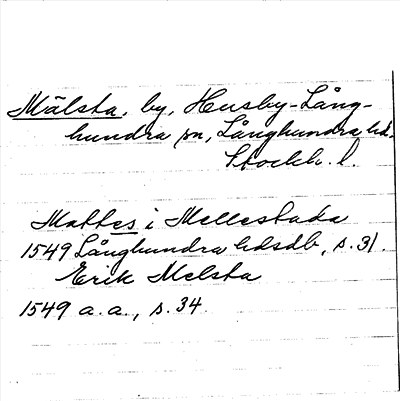 Mälsta, by, Husby-Lång-
hundra sn, Långhundra hd.
Stockh. l.
Mattes i Mellestada
1549 Långhundra hdsdb, s. 31.
Erik Melsta
1549 a. a., s. 34.